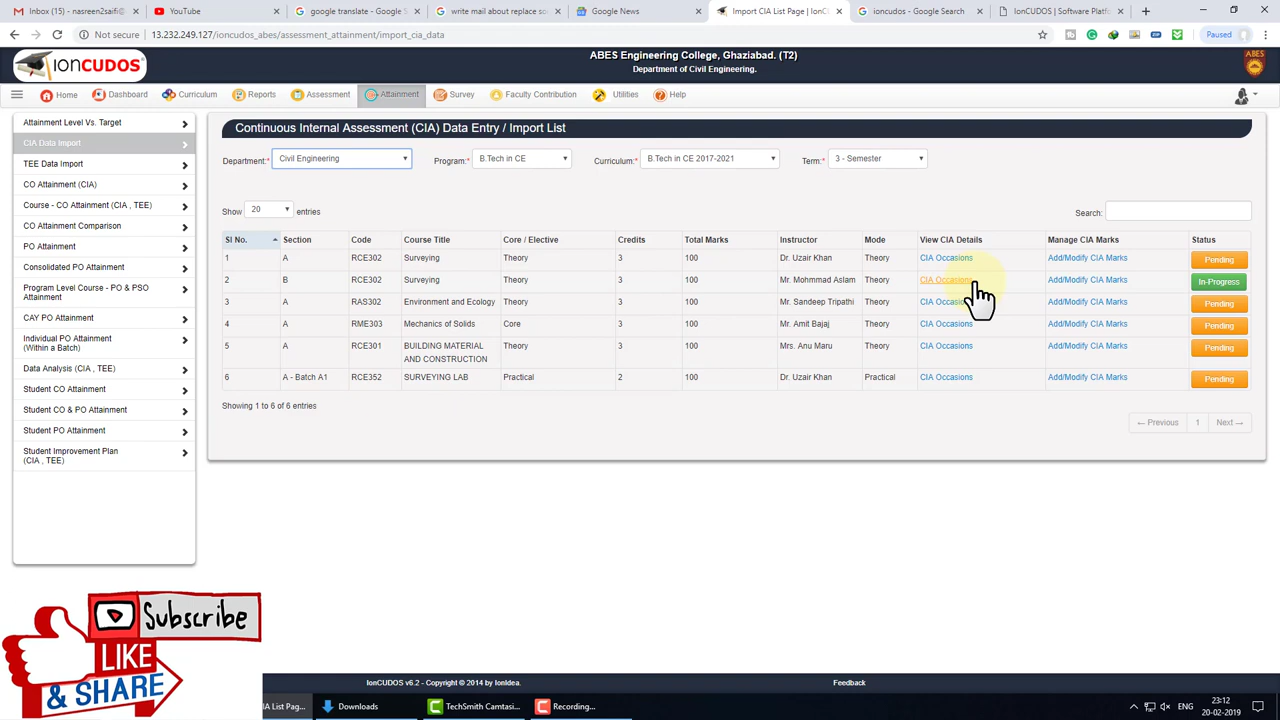 Inbox (15) - nasreen2saifi@
YouTube
google translate - Google S
write mail about replace so
Google News
Import CIA List Page | IonC
ioncudos - Google Search
IonCUDOS | Software Platfo
Not secure 13.232.249.127/ioncudos_abes/assessment_attainment/import_cia_data
Paused
ionCUDOS
ABES Engineering College, Ghaziabad. (T2)
Department of Civil Engineering.
ABES
Home Dashboard Curriculum Reports Assessment Attainment Survey Faculty Contribution Utilities Help
Attainment Level Vs. Target
CIA Data Import
TEE Data Import
CO Attainment (CIA)
Course - CO Attainment (CIA , TEE)
CO Attainment Comparison
PO Attainment
Consolidated PO Attainment
Program Level Course - PO & PSO
Attainment
CAY PO Attainment
Individual PO Attainment
(Within a Batch)
Data Analysis (CIA , TEE)
Student CO Attainment
Student CO & PO Attainment
Student PO Attainment
Student Improvement Plan
(CIA , TEE)
Continuous Internal Assessment (CIA) Data Entry / Import List
Department:* Civil Engineering Program:* B.Tech in CE Curriculum:* B.Tech in CE 2017-2021 Term:* 3 - Semester
Show 20 entries Search:
Sl No. Section Code Course Title Core / Elective Credits Total Marks Instructor Mode View CIA Details Manage CIA Marks Status
1 A RCE302 Surveying Theory 3 100 Dr. Uzair Khan Theory CIA Occasions Add/Modify CIA Marks Pending
2 B RCE302 Surveying Theory 3 100 Mr. Mohmmad Aslam Theory CIA Occasions Add/Modify CIA Marks In-Progress
3 A RAS302 Environment and Ecology Theory 3 100 Mr. Sandeep Tripathi Theory CIA Occasions Add/Modify CIA Marks Pending
4 A RME303 Mechanics of Solids Core 3 100 Mr. Amit Bajaj Theory CIA Occasions Add/Modify CIA Marks Pending
5 A RCE301 BUILDING MATERIAL Theory 3 100 Mrs. Anu Maru Theory CIA Occasions Add/Modify CIA Marks Pending
AND CONSTRUCTION
6 A - Batch A1 RCE352 SURVEYING LAB Practical 2 100 Dr. Uzair Khan Practical CIA Occasions Add/Modify CIA Marks Pending
Showing 1 to 6 of 6 entries
← Previous 1 Next →
Subscribe
LIKE
& SHARE
IonCUDOS v6.2 - Copyright © 2014 by IonIdea.
Feedback
IA List Pag...
Downloads
TechSmith Camtasi...
Recording...
ENG
23:12
20-02-2019